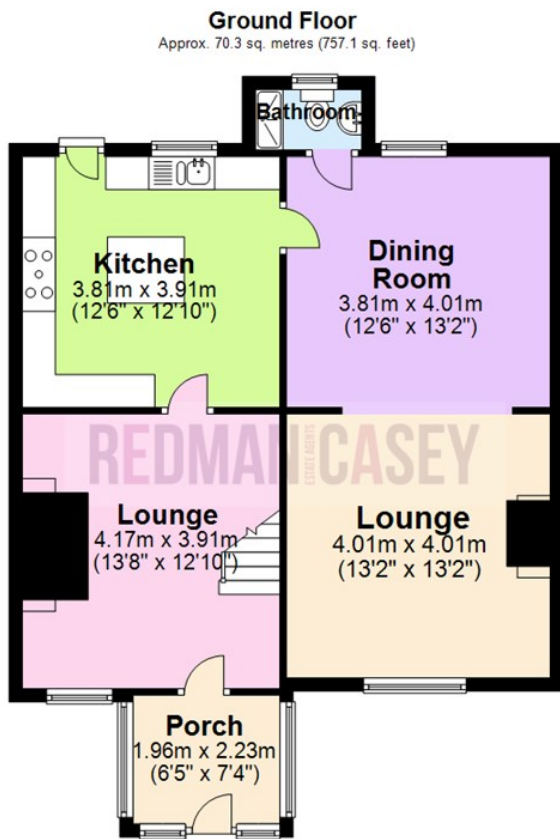 Ground Floor
Approx. 70.3 sq. metres (757.1 sq. feet)
Bathroom
Kitchen
3.81m x 3.91m
(12'6" x 12'10")
Dining
Room
3.81m x 4.01m
(12'6" x 13'2")
REDMAN CASEY
ESTATE AGENTS
Lounge
4.17m x 3.91m
(13'8" x 12'10")
Lounge
4.01m x 4.01m
(13'2" x 13'2")
Porch
1.96m x 2.23m
(6'5" x 7'4")